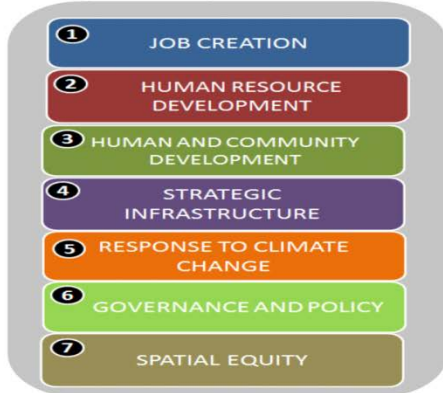 1
JOB CREATION
2
HUMAN RESOURCE
DEVELOPMENT
3
HUMAN AND COMMUNITY
DEVELOPMENT
4
STRATEGIC
INFRASTRUCTURE
5
RESPONSE TO CLIMATE
CHANGE
6
GOVERNANCE AND POLICY
7
SPATIAL EQUITY